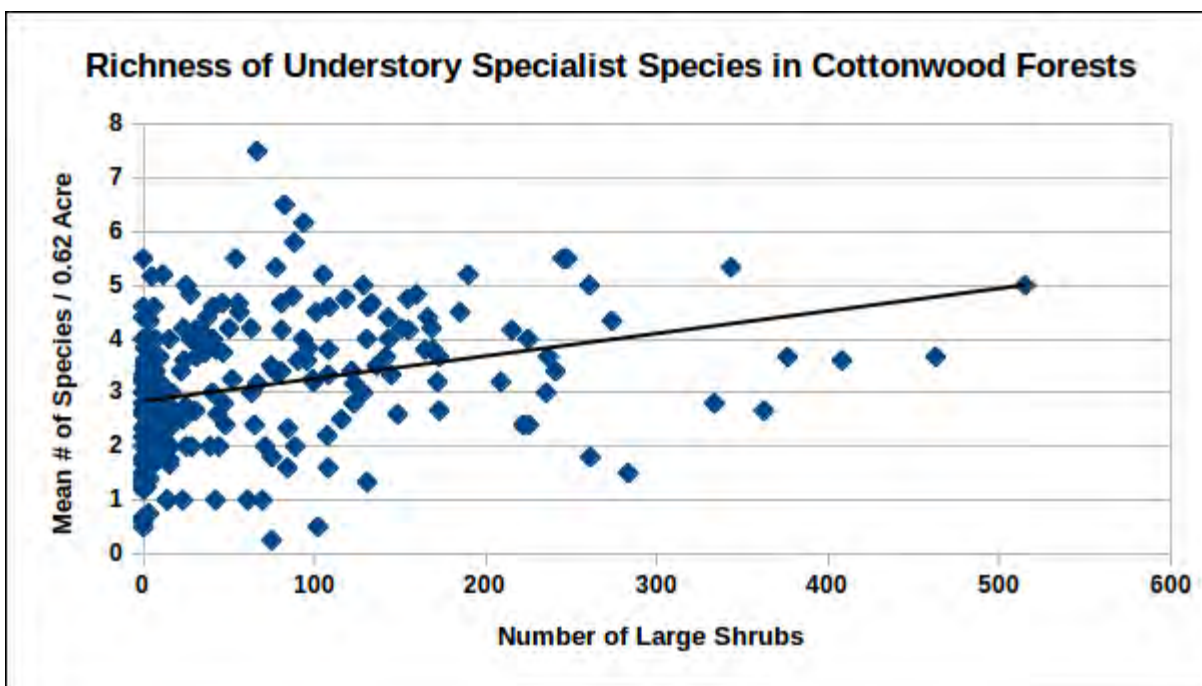 Richness of Understory Specialist Species in Cottonwood Forests
Mean # of Species / 0.62 Acre
8
7
6
5
4
3
2
1
0
0 100 200 300 400 500 600
Number of Large Shrubs